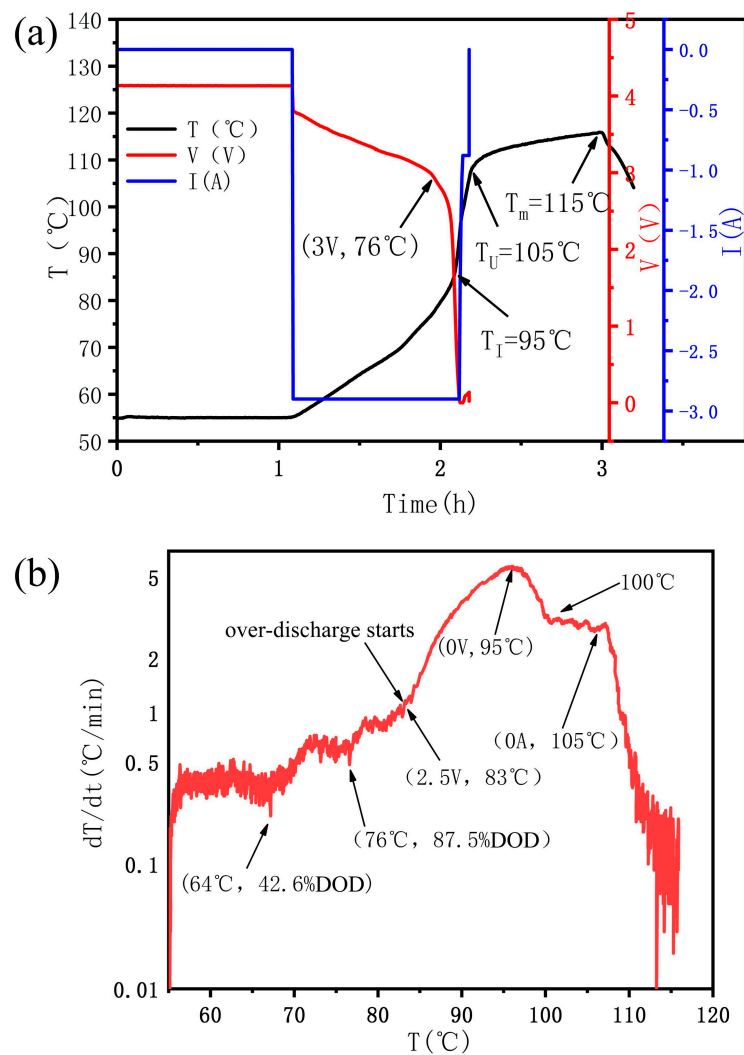 (a)
140
130
120
110
100
90
80
70
60
50
T (℃)
T (℃)
V (V)
I(A)
(3V,76℃)
T_m=115℃
T_U=105℃
T_I=95℃
0
1
2
3
Time(h)
5
4
3
2
1
0
V (V)
0.0
−0.5
−1.0
−1.5
−2.0
−2.5
−3.0
I(A)
(b)
5
2
1
0.5
0.1
0.01
dT/dt(℃/min)
over-discharge starts
(0V,95℃)
100℃
(0A, 105℃)
(2.5V, 83℃)
(76℃, 87.5%DOD)
(64℃, 42.6%DOD)
60
70
80
90
100
110
120
T(℃)